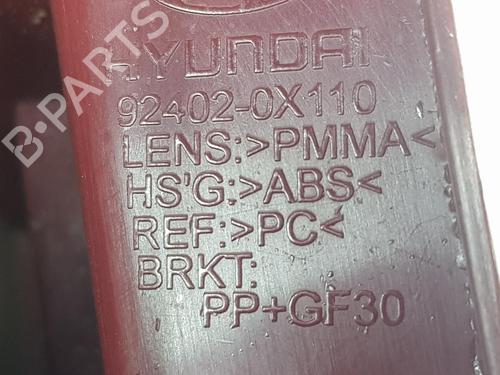 HYUNDAI
92402-0X110
LENS:>PMMA<
HS'G:>ABS<
REF:>PC<
BRKT:
PP+GF30
B-PARTS